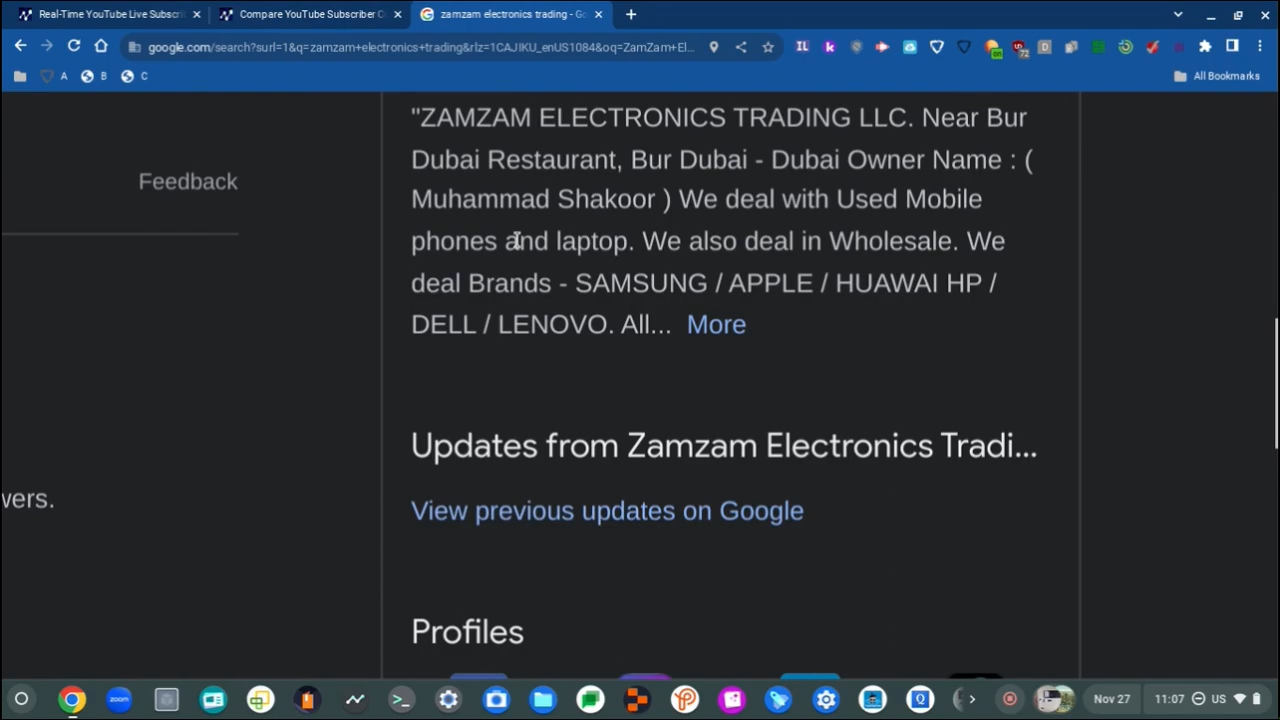 Real-Time YouTube Live Subscri
Compare YouTube Subscriber C
zamzam electronics trading - Go
google.com/search?surl=1&q=zamzam+electronics+trading&rlz=1CAJIKU_enUS1084&oq=ZamZam+El...
A
B
C
All Bookmarks
"ZAMZAM ELECTRONICS TRADING LLC. Near Bur
Dubai Restaurant, Bur Dubai - Dubai Owner Name : (
Muhammad Shakoor ) We deal with Used Mobile
phones and laptop. We also deal in Wholesale. We
deal Brands - SAMSUNG / APPLE / HUAWAI HP /
DELL / LENOVO. All... More
Feedback
Updates from Zamzam Electronics Tradi...
View previous updates on Google
wers.
Profiles
zoom
Nov 27
11:07
US